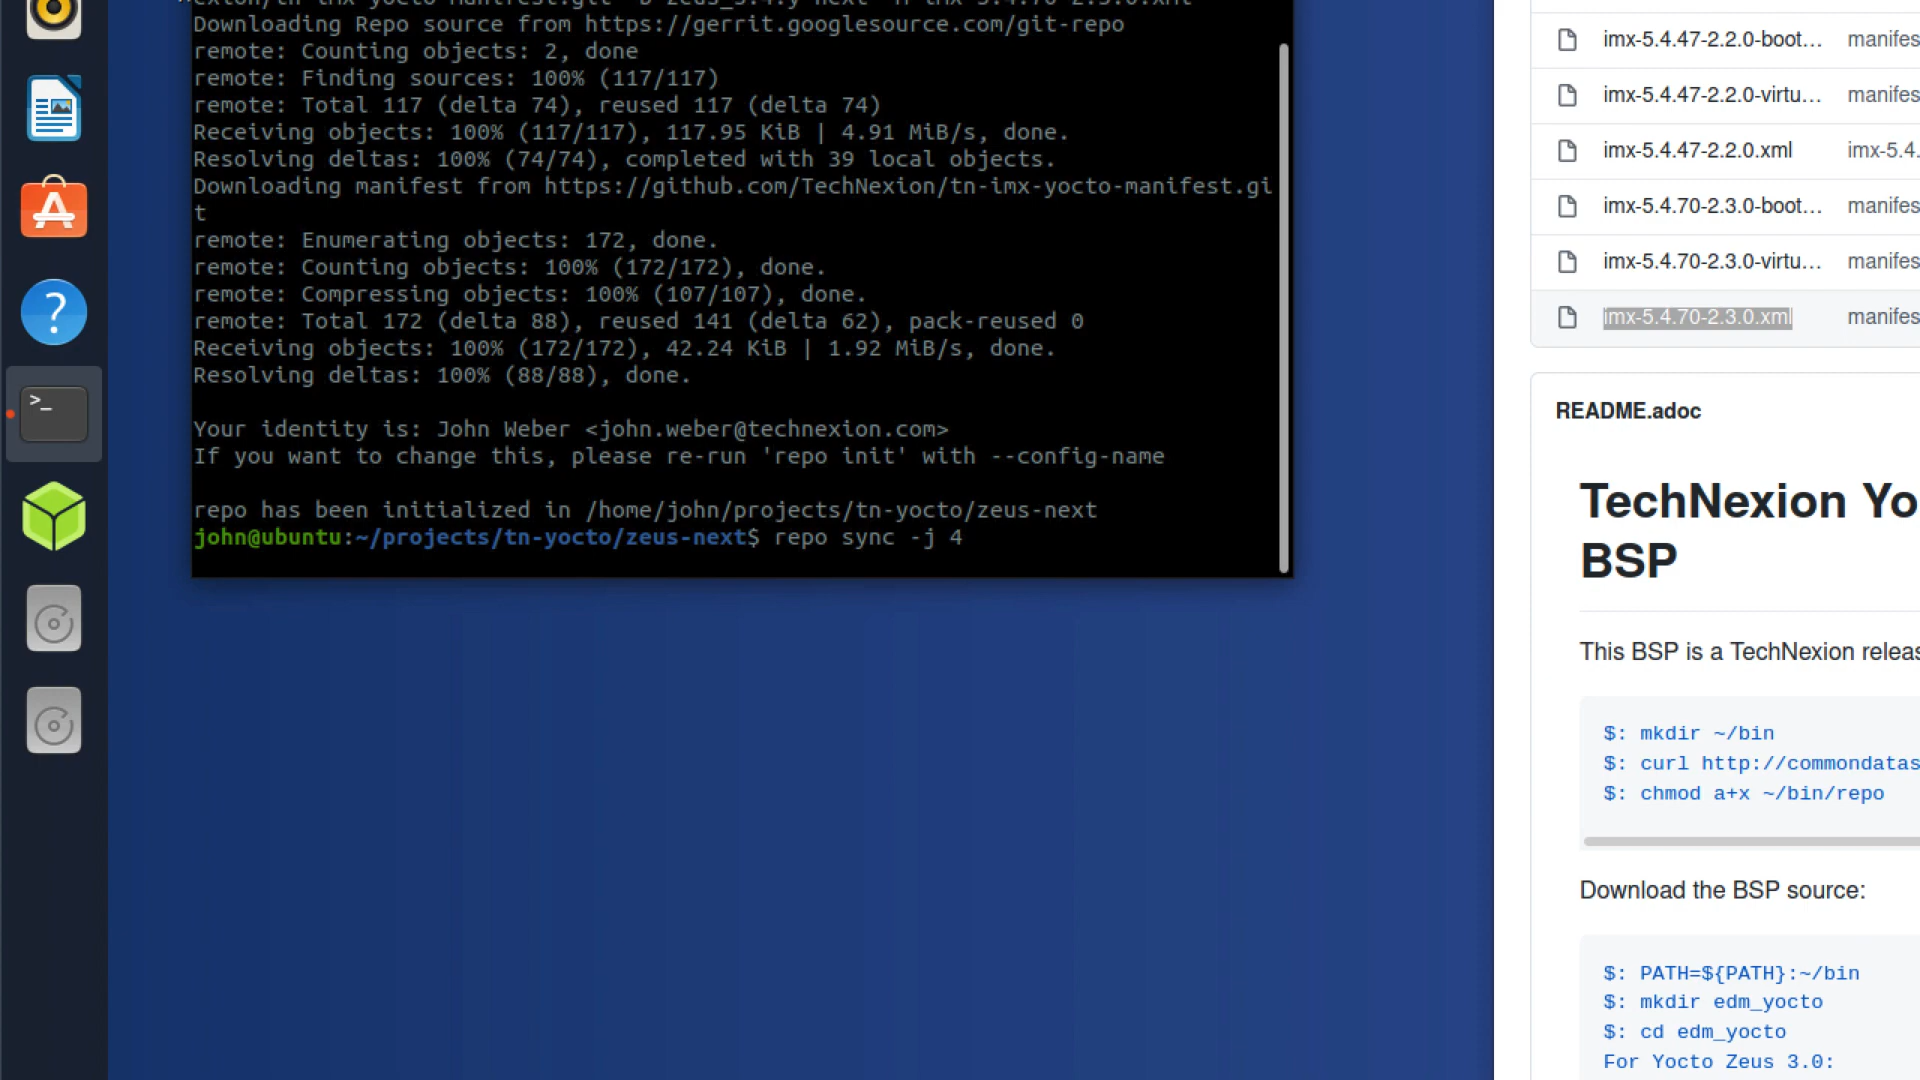 Downloading Repo source from https://gerrit.googlesource.com/git-repo
remote: Counting objects: 2, done
remote: Finding sources: 100% (117/117)
remote: Total 117 (delta 74), reused 117 (delta 74)
Receiving objects: 100% (117/117), 117.95 KiB | 4.91 MiB/s, done.
Resolving deltas: 100% (74/74), completed with 39 local objects.
Downloading manifest from https://github.com/TechNexion/tn-imx-yocto-manifest.gi
t
remote: Enumerating objects: 172, done.
remote: Counting objects: 100% (172/172), done.
remote: Compressing objects: 100% (107/107), done.
remote: Total 172 (delta 88), reused 141 (delta 62), pack-reused 0
Receiving objects: 100% (172/172), 42.24 KiB | 1.92 MiB/s, done.
Resolving deltas: 100% (88/88), done.
Your identity is: John Weber <john.weber@technexion.com>
If you want to change this, please re-run 'repo init' with --config-name
repo has been initialized in /home/john/projects/tn-yocto/zeus-next
john@ubuntu:~/projects/tn-yocto/zeus-next$ repo sync -j 4
imx-5.4.47-2.2.0-boot... manifes
imx-5.4.47-2.2.0-virtu... manifes
imx-5.4.47-2.2.0.xml imx-5.4.
imx-5.4.70-2.3.0-boot... manifes
imx-5.4.70-2.3.0-virtu... manifes
imx-5.4.70-2.3.0.xml manifes
README.adoc
TechNexion Yo
BSP
This BSP is a TechNexion releas
$: mkdir ~/bin
$: curl http://commondatas
$: chmod a+x ~/bin/repo
Download the BSP source:
$: PATH=${PATH}:~/bin
$: mkdir edm_yocto
$: cd edm_yocto
For Yocto Zeus 3.0: